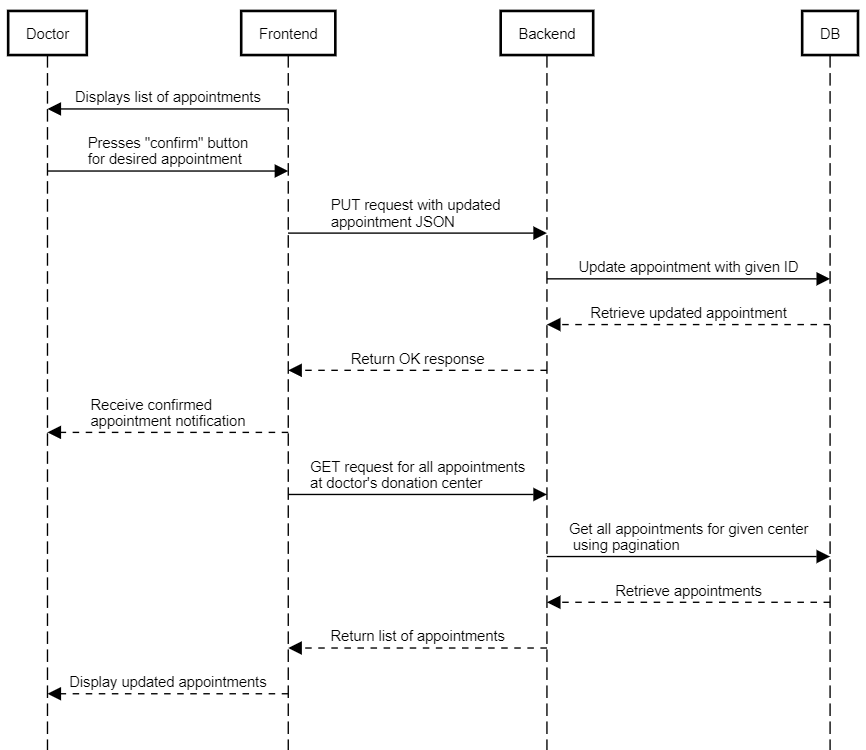 Doctor
Frontend
Backend
DB
Displays list of appointments
Presses "confirm" button
for desired appointment
PUT request with updated
appointment JSON
Update appointment with given ID
Retrieve updated appointment
Return OK response
Receive confirmed
appointment notification
GET request for all appointments
at doctor's donation center
Get all appointments for given center
using pagination
Retrieve appointments
Return list of appointments
Display updated appointments